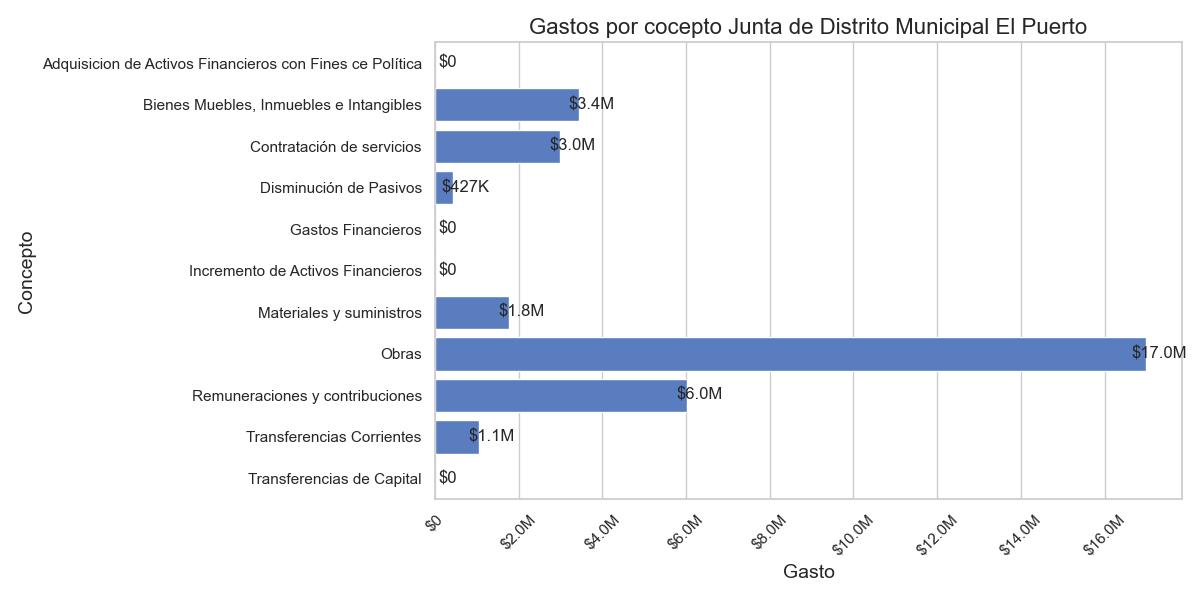 Gastos por cocepto Junta de Distrito Municipal El Puerto
Adquisicion de Activos Financieros con Fines ce Política $0
Bienes Muebles, Inmuebles e Intangibles $3.4M
Contratación de servicios $3.0M
Disminución de Pasivos $427K
Gastos Financieros $0
Incremento de Activos Financieros $0
Materiales y suministros $1.8M
Obras $17.0M
Remuneraciones y contribuciones $6.0M
Transferencias Corrientes $1.1M
Transferencias de Capital $0
Concepto
$0 $2.0M $4.0M $6.0M $8.0M $10.0M $12.0M $14.0M $16.0M
Gasto